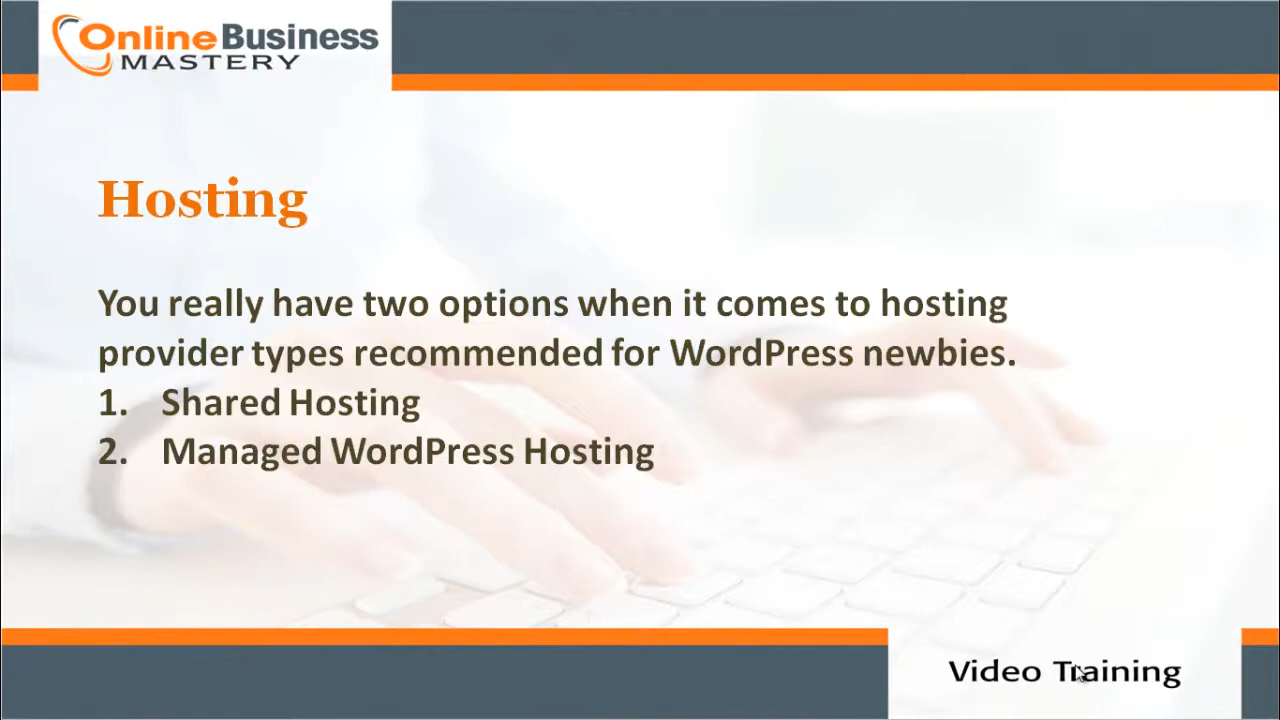 Online Business
MASTERY
Hosting
You really have two options when it comes to hosting
provider types recommended for WordPress newbies.
1. Shared Hosting
2. Managed WordPress Hosting
Video Training